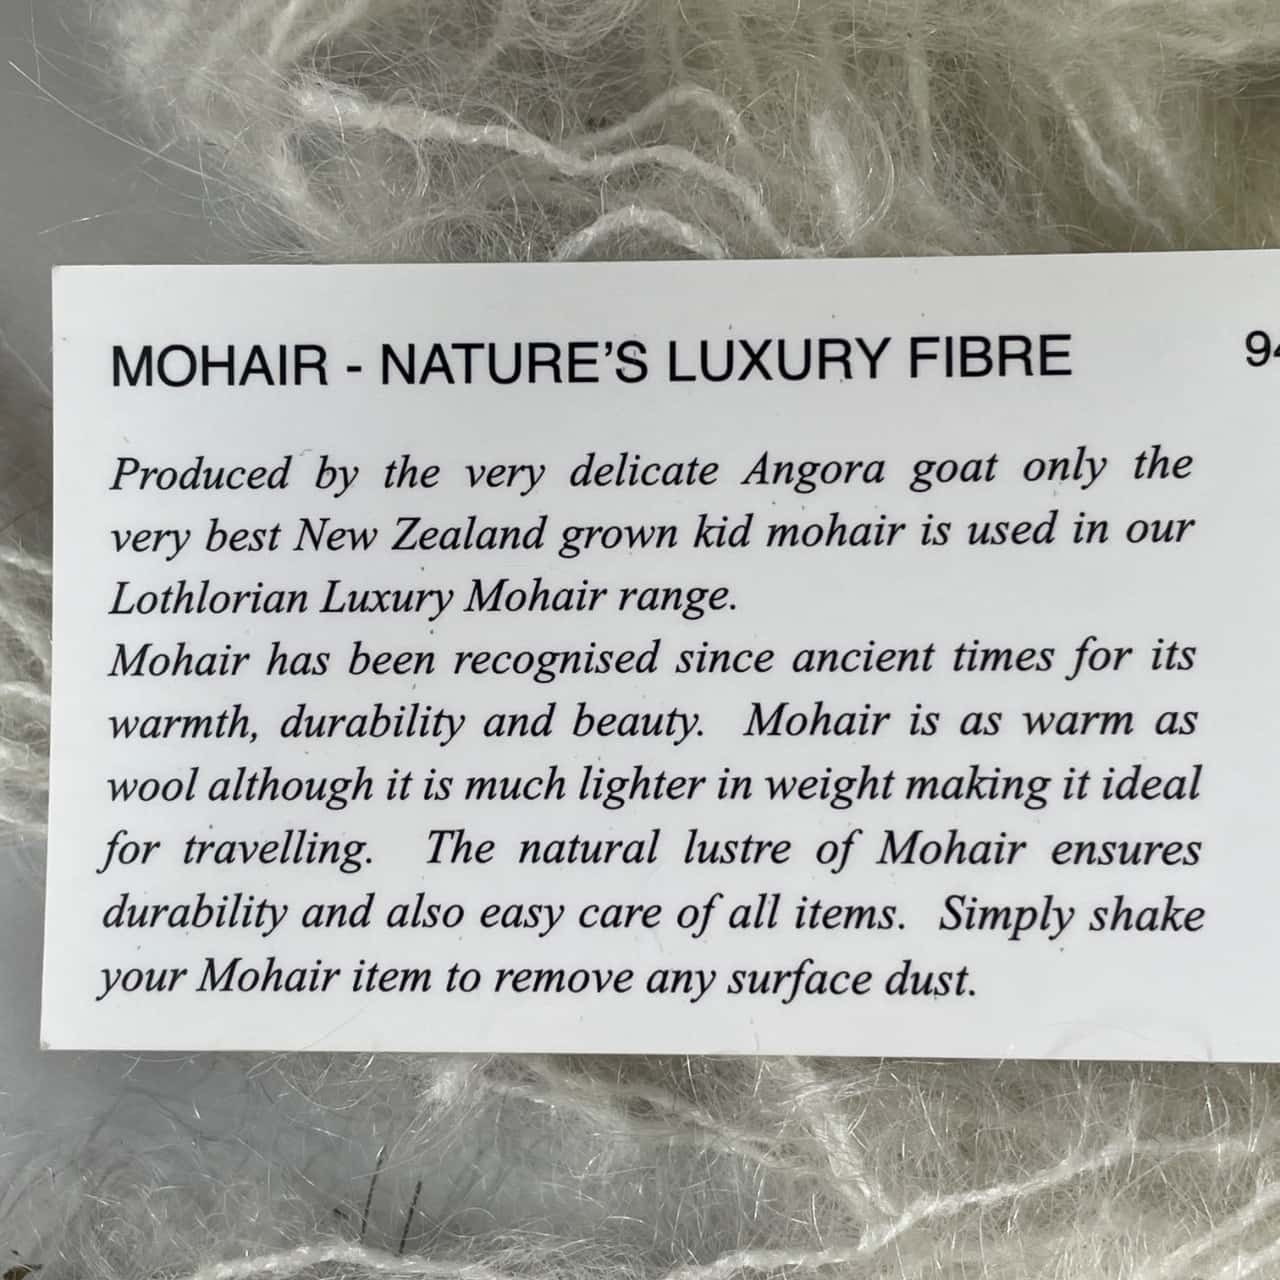 MOHAIR - NATURE'S LUXURY FIBRE
Produced by the very delicate Angora goat only the
very best New Zealand grown kid mohair is used in our
Lothlorian Luxury Mohair range.
Mohair has been recognised since ancient times for its
warmth, durability and beauty. Mohair is as warm as
wool although it is much lighter in weight making it ideal
for travelling. The natural lustre of Mohair ensures
durability and also easy care of all items. Simply shake
your Mohair item to remove any surface dust.